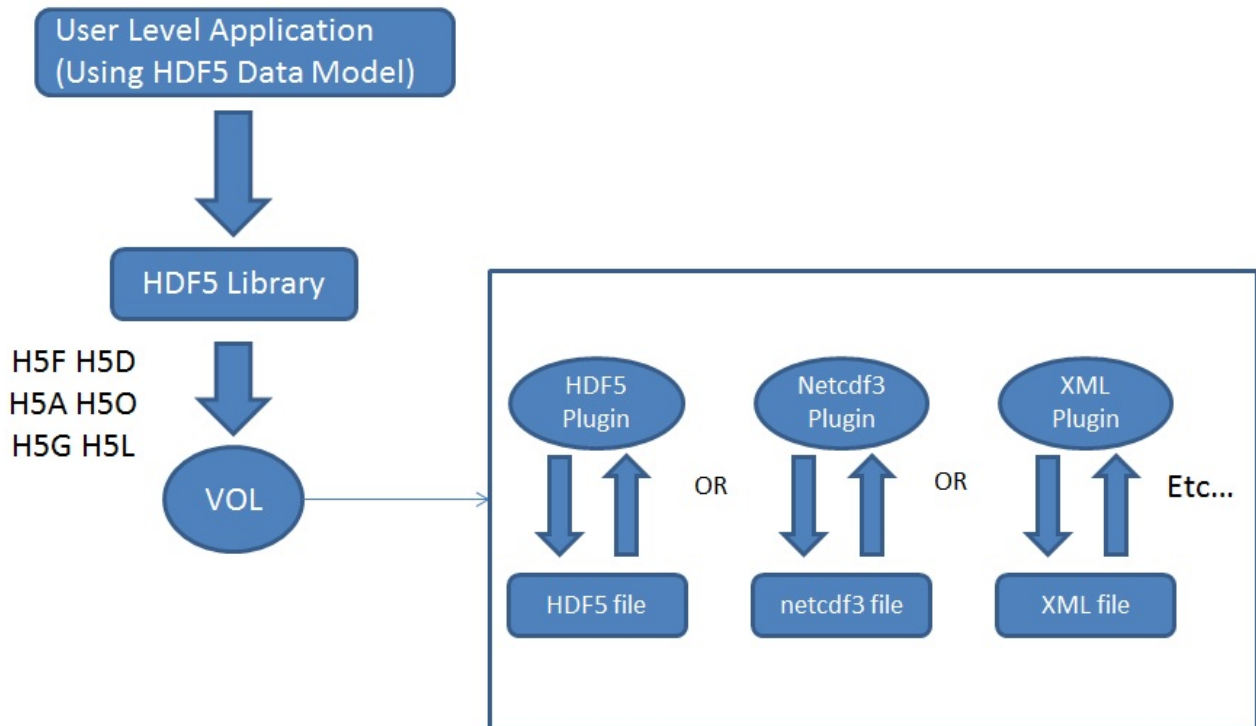 User Level Application
(Using HDF5 Data Model)
HDF5 Library
H5F H5D
H5A H5O
H5G H5L
VOL
HDF5
Plugin
Netcdf3
Plugin
XML
Plugin
OR
OR
Etc...
HDF5 file
netcdf3 file
XML file